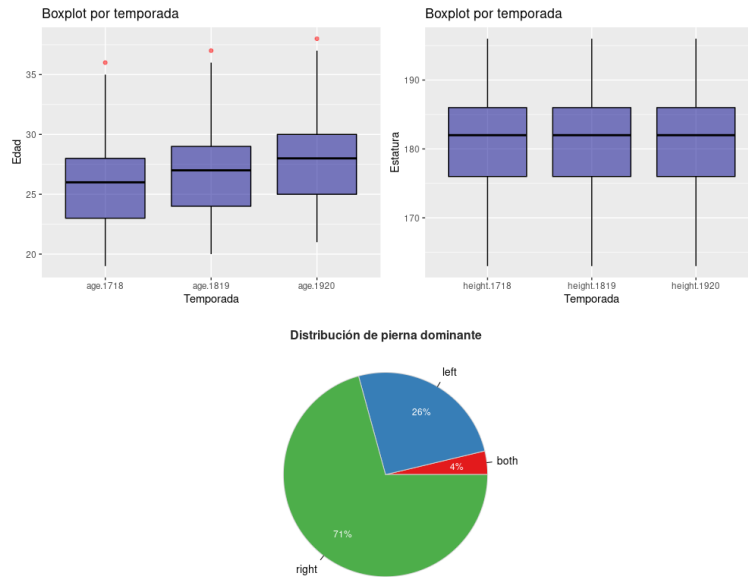 Boxplot por temporada
Edad
35
30
25
20
age.1718 age.1819 age.1920
Temporada
Boxplot por temporada
Estatura
190
180
170
height.1718 height.1819 height.1920
Temporada
Distribución de pierna dominante
left
26%
both
4%
71%
right